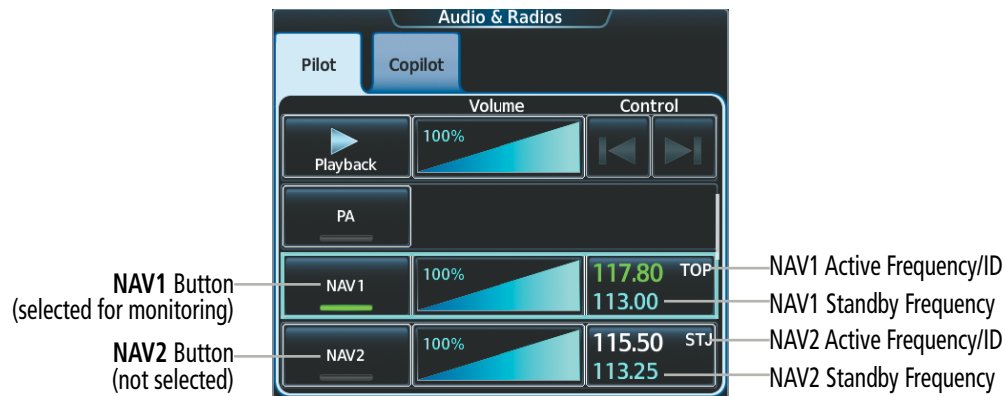 Audio & Radios
Pilot
Copilot
Volume
Control
Playback
100%
PA
NAV1 Button
(selected for monitoring)
NAV1
100%
117.80 TOP
113.00
NAV1 Active Frequency/ID
NAV1 Standby Frequency
NAV2 Button
(not selected)
NAV2
100%
115.50 STJ
113.25
NAV2 Active Frequency/ID
NAV2 Standby Frequency